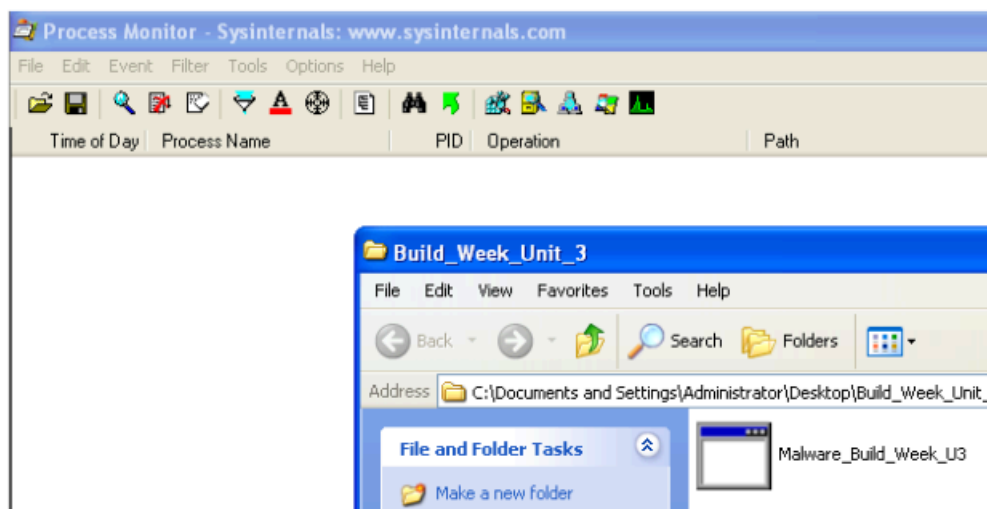 Process Monitor - Sysinternals: www.sysinternals.com
File Edit Event Filter Tools Options Help
Time of Day Process Name PID Operation Path
Build_Week_Unit_3
File Edit View Favorites Tools Help
Back Search Folders
Address C:\Documents and Settings\Administrator\Desktop\Build_Week_Unit_
File and Folder Tasks
Malware_Build_Week_U3
Make a new folder